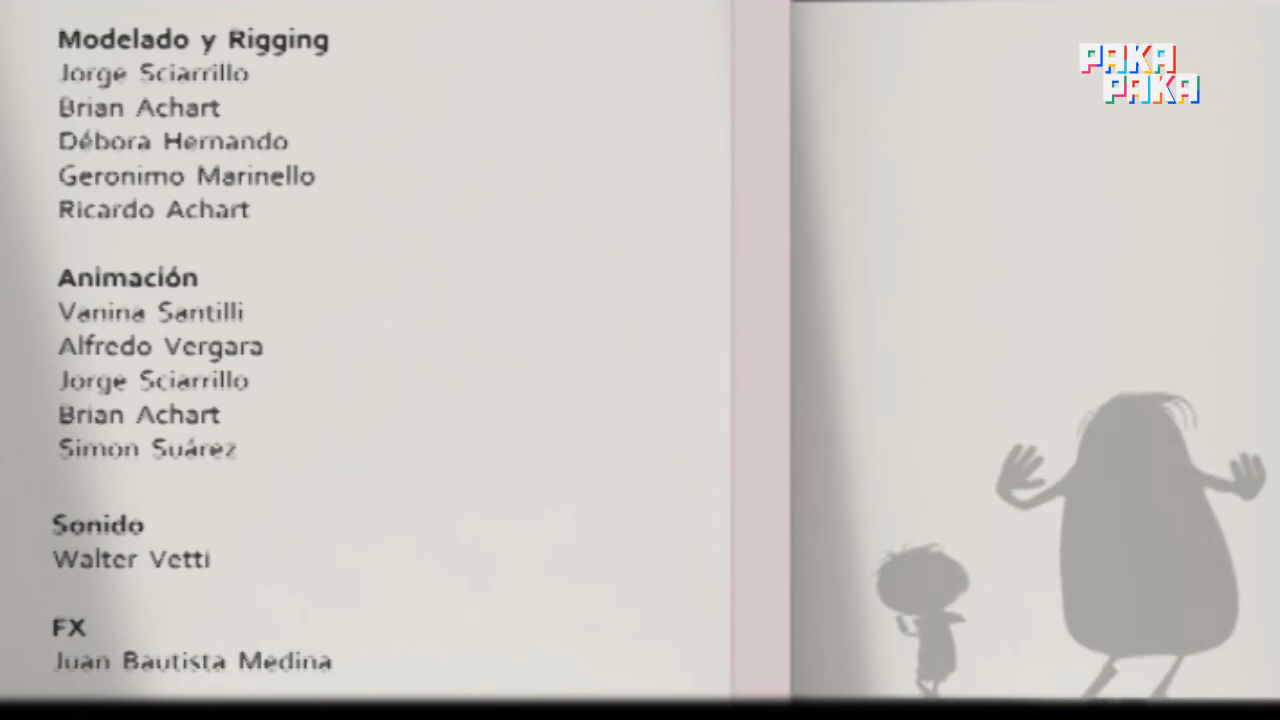 Modelado y Rigging
Jorge Sciarrillo
Brian Achart
Débora Hernando
Geronimo Marinello
Ricardo Achart
Animación
Vanina Santilli
Alfredo Vergara
Jorge Sciarrillo
Brian Achart
Simon Suárez
Sonido
Walter Vetti
FX
Juan Bautista Medina
PAKA
PAKA